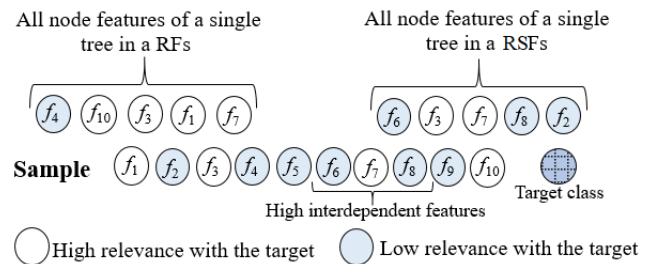 All node features of a single
tree in a RFs
All node features of a single
tree in a RSFs
f4 f10 f3 f1 f7
f6 f3 f7 f8 f2
Sample f1 f2 f3 f4 f5 f6 f7 f8 f9 f10
Target class
High interdependent features
High relevance with the target
Low relevance with the target